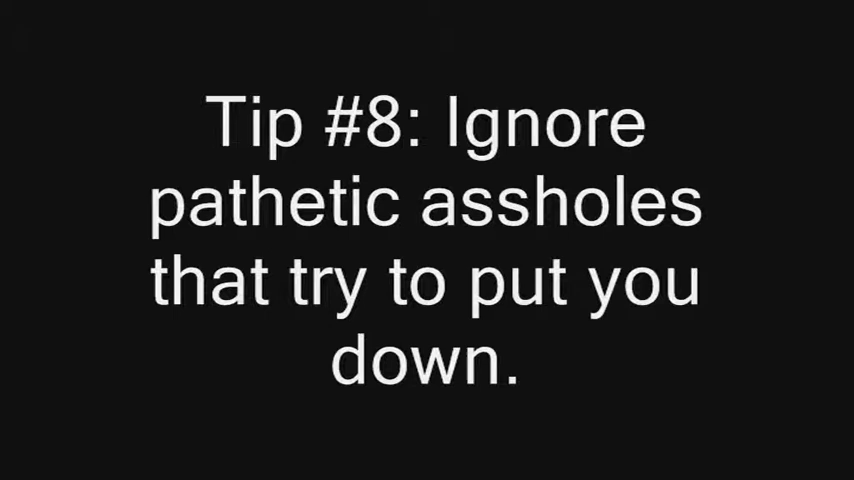 Tip #8: Ignore
pathetic assholes
that try to put you
down.